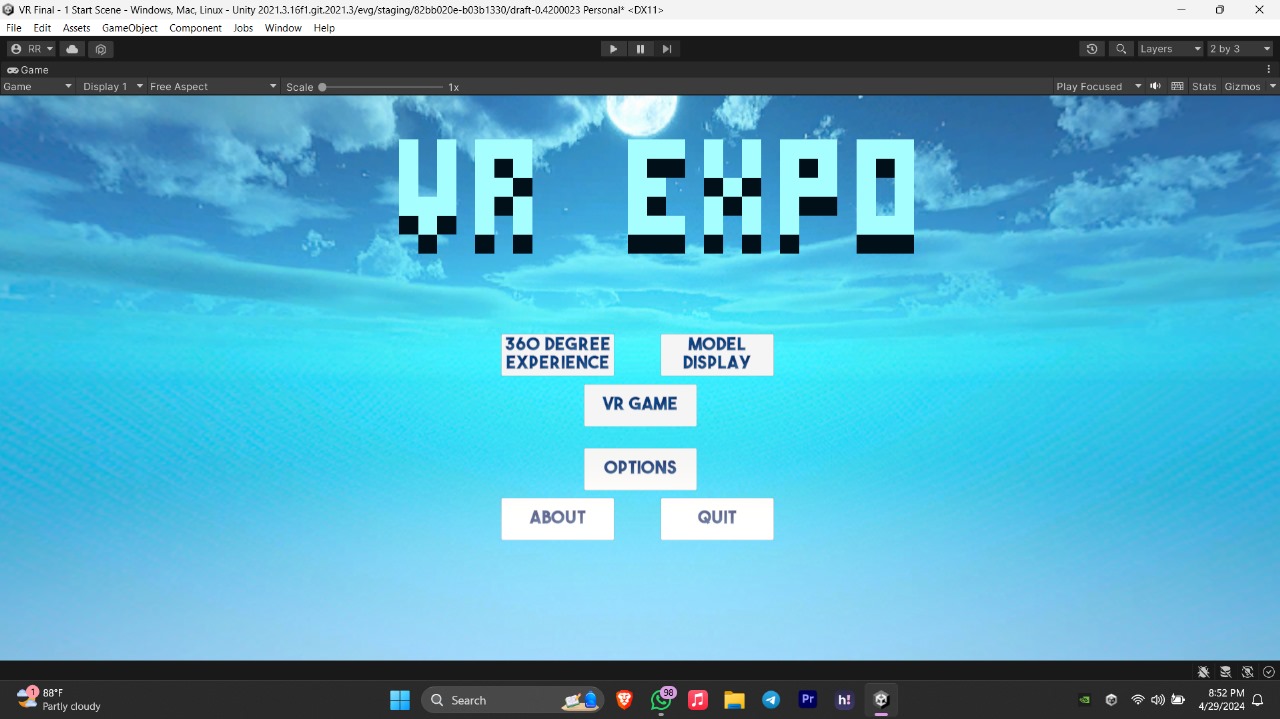 VR Final - 1 Start Scene - Windows, Mac, Linux - Unity 2021.3.16f1.git.2021.3/evg/staging/82bb020e-b03b1330/draft-0.4200023 Personal* <DX11>
File Edit Assets GameObject Component Jobs Window Help
RR Layers 2 by 3
Game
Game Display 1 Free Aspect Scale 1x Play Focused Stats Gizmos
VR EXPO
360 DEGREE
EXPERIENCE
MODEL
DISPLAY
VR GAME
OPTIONS
ABOUT
QUIT
1
88°F
Partly cloudy
Search
98
Pr
h!
8:52 PM
4/29/2024